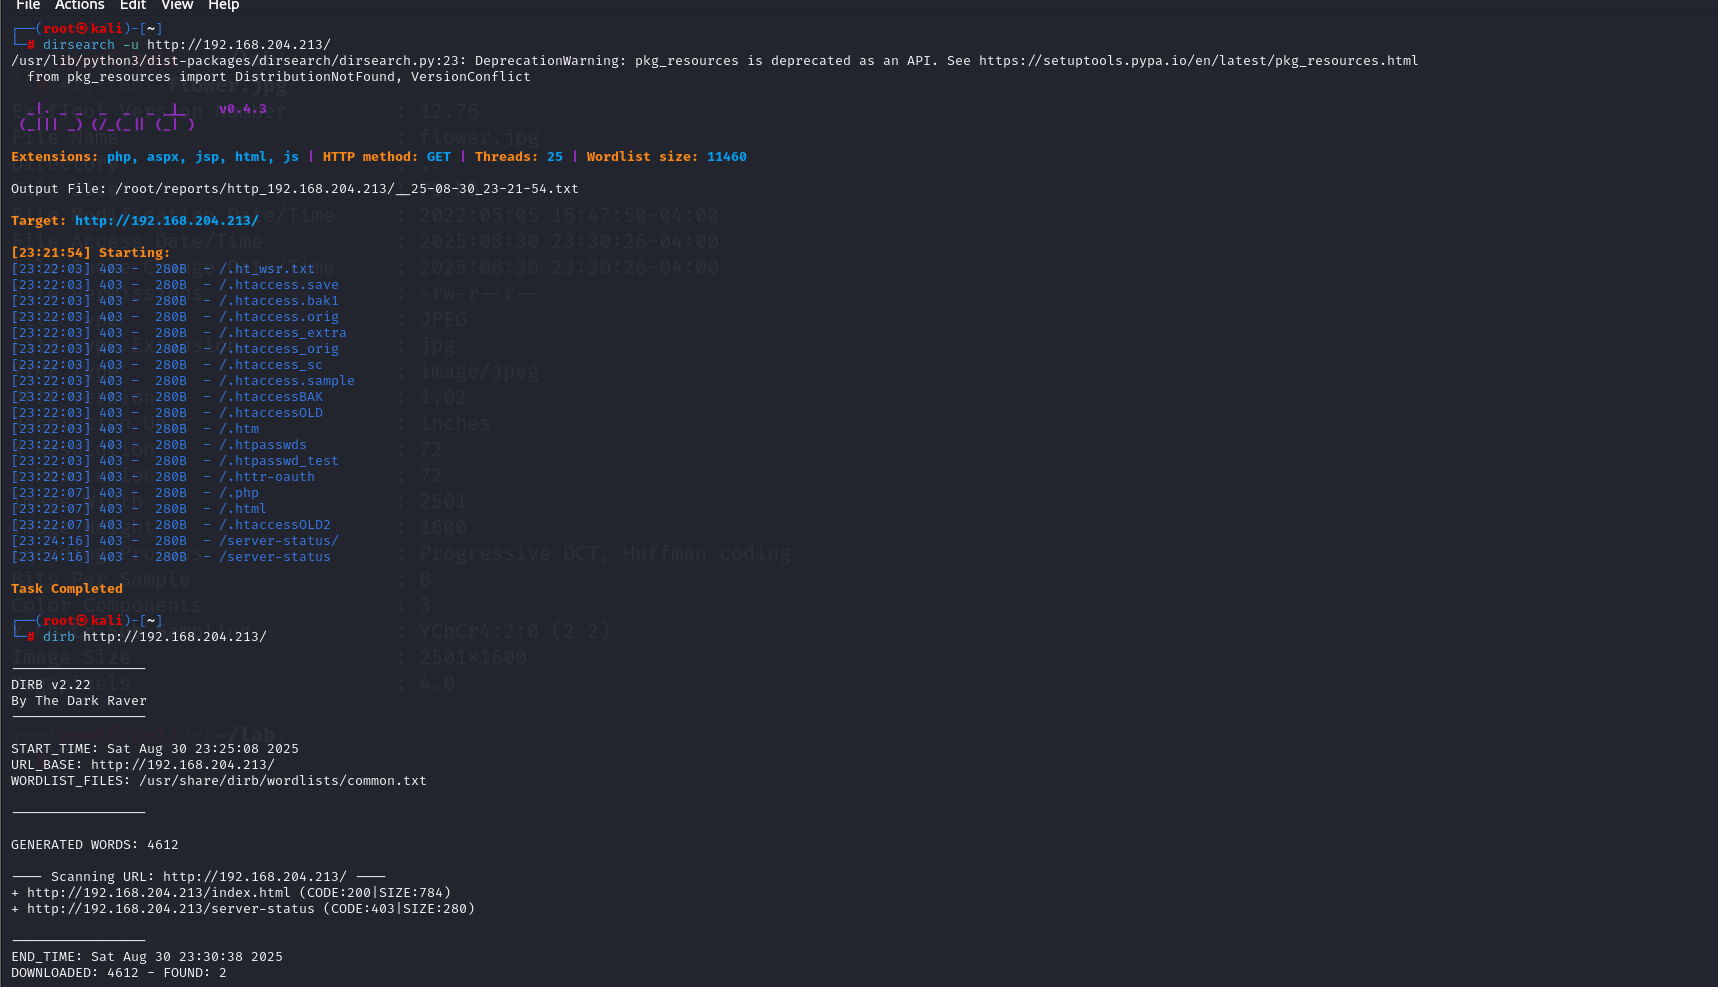 File Actions Edit View Help
┌──(root㉿kali)-[~]
└─# dirsearch -u http://192.168.204.213/
/usr/lib/python3/dist-packages/dirsearch/dirsearch.py:23: DeprecationWarning: pkg_resources is deprecated as an API. See https://setuptools.pypa.io/en/latest/pkg_resources.html
  from pkg_resources import DistributionNotFound, VersionConflict
v0.4.3
Extensions: php, aspx, jsp, html, js | HTTP method: GET | Threads: 25 | Wordlist size: 11460
Output File: /root/reports/http_192.168.204.213/__25-08-30_23-21-54.txt
Target: http://192.168.204.213/
[23:21:54] Starting:
[23:22:03] 403 -  280B  - /.ht_wsr.txt
[23:22:03] 403 -  280B  - /.htaccess.save
[23:22:03] 403 -  280B  - /.htaccess.bak1
[23:22:03] 403 -  280B  - /.htaccess.orig
[23:22:03] 403 -  280B  - /.htaccess_extra
[23:22:03] 403 -  280B  - /.htaccess_orig
[23:22:03] 403 -  280B  - /.htaccess_sc
[23:22:03] 403 -  280B  - /.htaccess.sample
[23:22:03] 403 -  280B  - /.htaccessBAK
[23:22:03] 403 -  280B  - /.htaccessOLD
[23:22:03] 403 -  280B  - /.htm
[23:22:03] 403 -  280B  - /.htpasswds
[23:22:03] 403 -  280B  - /.htpasswd_test
[23:22:03] 403 -  280B  - /.httr-oauth
[23:22:07] 403 -  280B  - /.php
[23:22:07] 403 -  280B  - /.html
[23:22:07] 403 -  280B  - /.htaccessOLD2
[23:24:16] 403 -  280B  - /server-status/
[23:24:16] 403 -  280B  - /server-status
Task Completed
┌──(root㉿kali)-[~]
└─# dirb http://192.168.204.213/
-----------------
DIRB v2.22
By The Dark Raver
-----------------
START_TIME: Sat Aug 30 23:25:08 2025
URL_BASE: http://192.168.204.213/
WORDLIST_FILES: /usr/share/dirb/wordlists/common.txt
-----------------
GENERATED WORDS: 4612
---- Scanning URL: http://192.168.204.213/ ----
+ http://192.168.204.213/index.html (CODE:200|SIZE:784)
+ http://192.168.204.213/server-status (CODE:403|SIZE:280)
-----------------
END_TIME: Sat Aug 30 23:30:38 2025
DOWNLOADED: 4612 - FOUND: 2